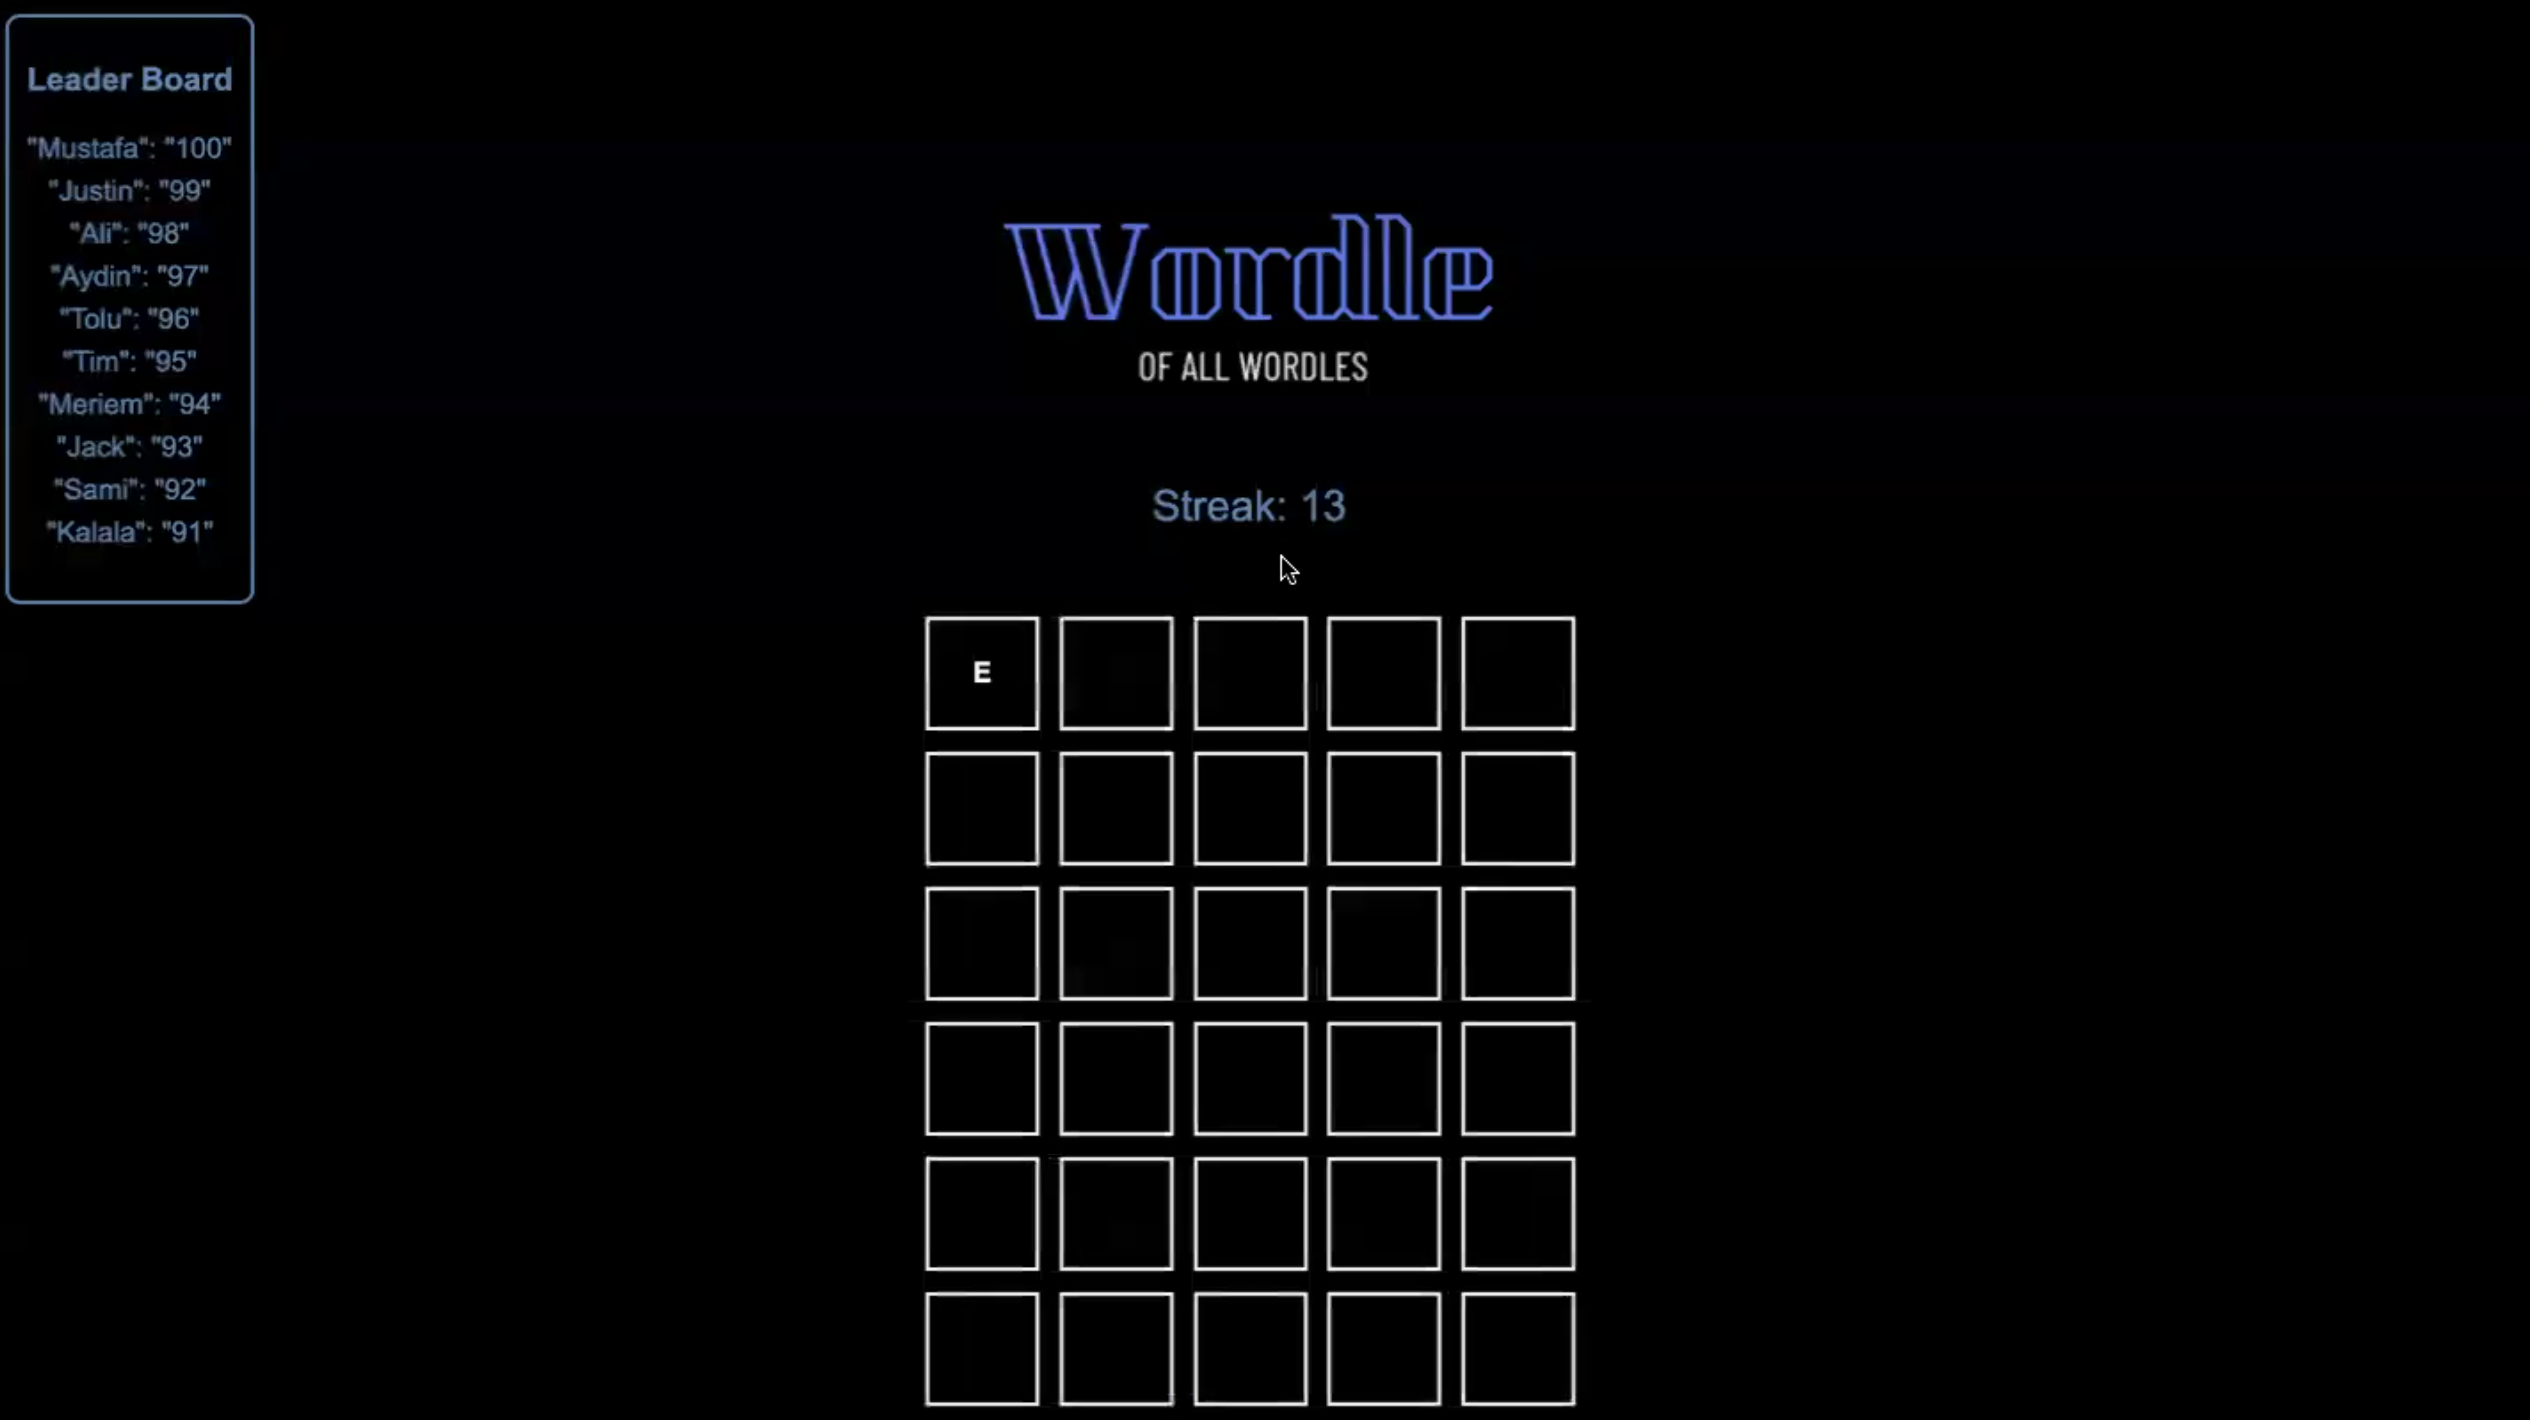 Leader Board
"Mustafa": "100"
"Justin": "99"
"Ali": "98"
"Aydin": "97"
"Tolu": "96"
"Tim": "95"
"Meriem": "94"
"Jack": "93"
"Sami": "92"
"Kalala": "91"
Wordle
OF ALL WORDLES
Streak: 13
E